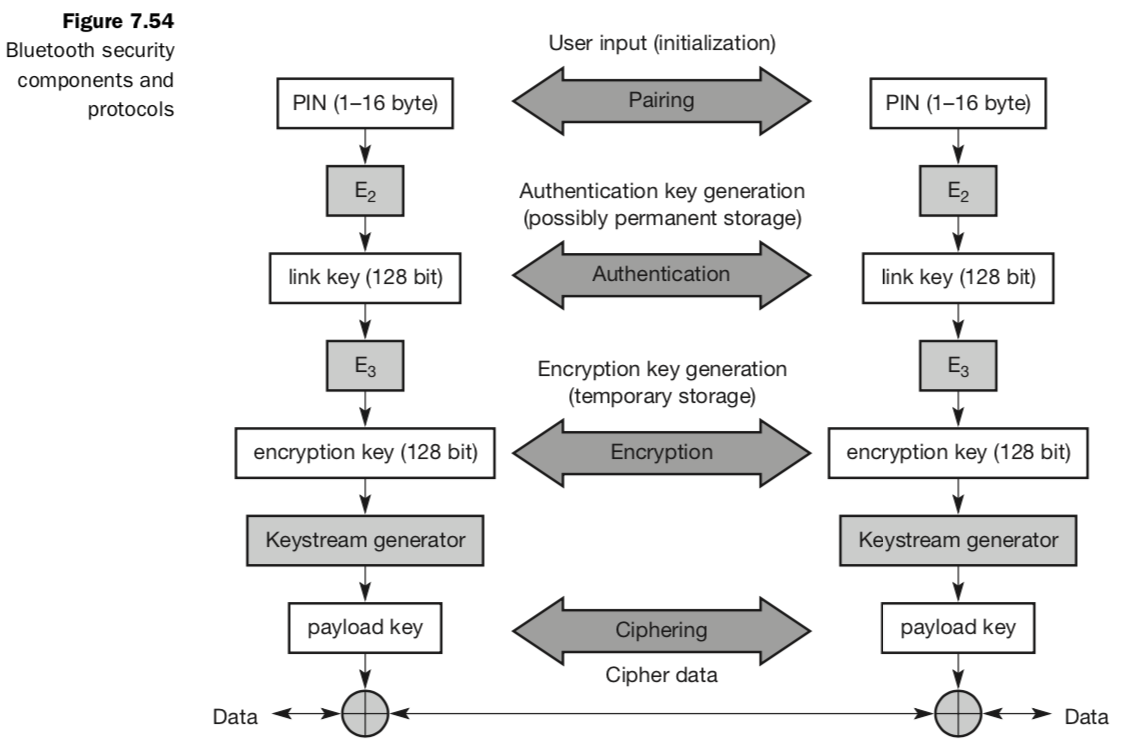 Figure 7.54
Bluetooth security
components and
protocols
User input (initialization)
PIN (1–16 byte)
Pairing
PIN (1–16 byte)
E2
Authentication key generation
(possibly permanent storage)
E2
link key (128 bit)
Authentication
link key (128 bit)
E3
Encryption key generation
(temporary storage)
E3
encryption key (128 bit)
Encryption
encryption key (128 bit)
Keystream generator
Keystream generator
payload key
Ciphering
payload key
Cipher data
Data
Data